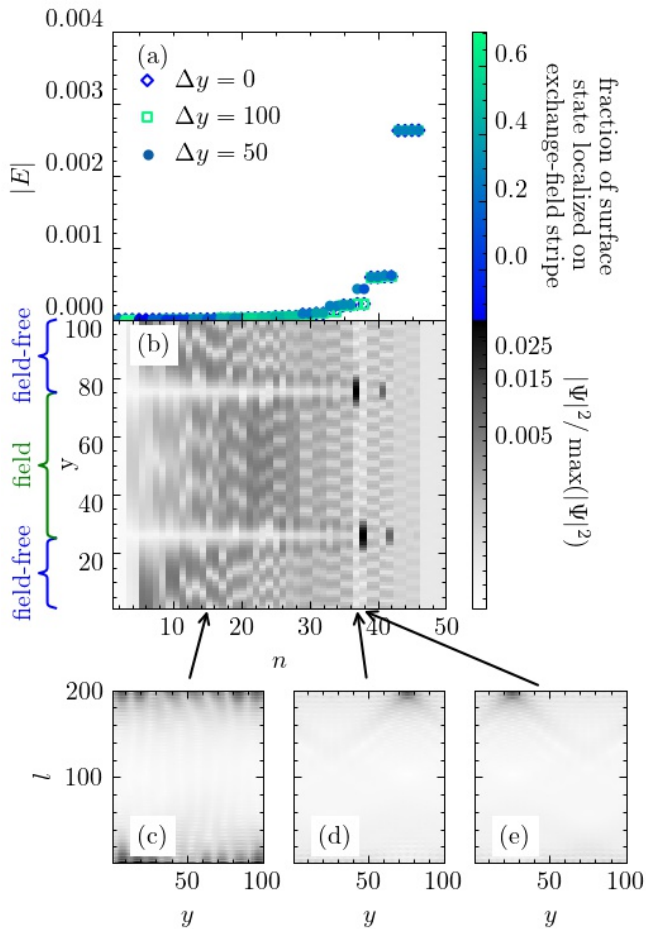 0.004
0.003
0.002
0.001
0.000
|E|
(a)
Δy = 0
Δy = 100
Δy = 50
0.6
0.4
0.2
0.0
fraction of surface
state localized on
exchange-field stripe
100
80
60
40
20
y
(b)
field-free
field
field-free
0.025
0.015
0.005
|Ψ|²/ max(|Ψ|²)
10
20
30
40
50
n
200
100
l
(c)
(d)
(e)
50
100
50
100
50
100
y
y
y